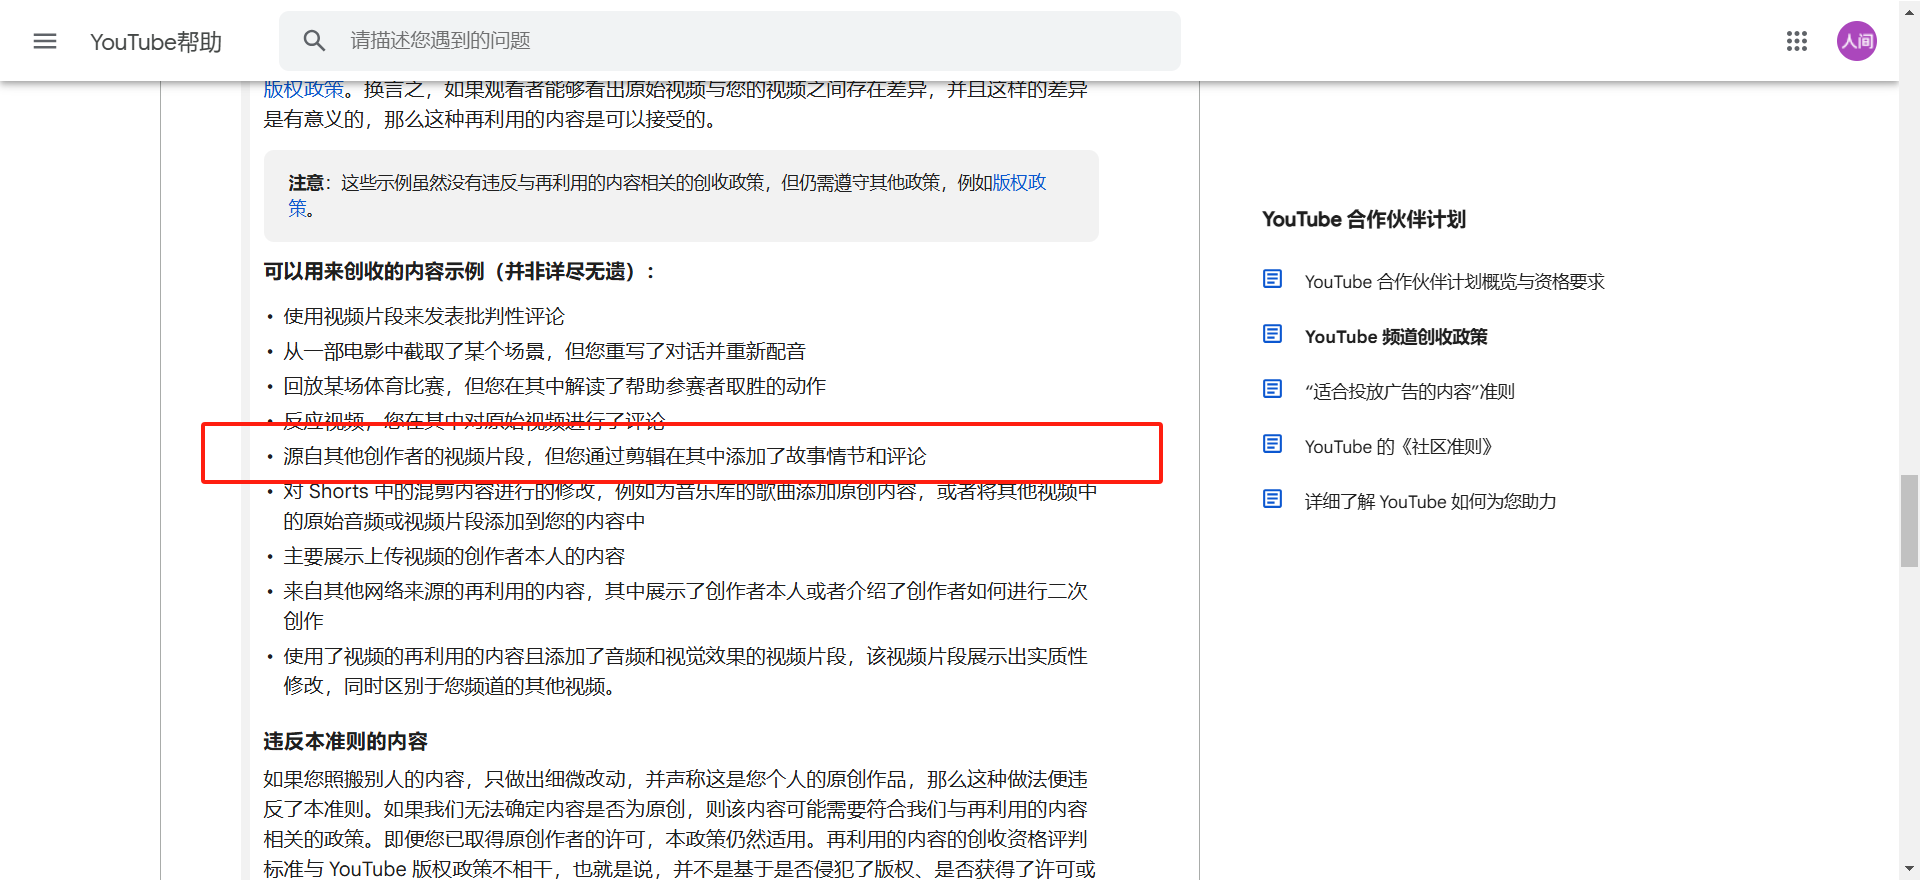 YouTube帮助
请描述您遇到的问题
人间
版权政策。换言之，如果观看者能够看出原始视频与您的视频之间存在差异，并且这样的差异
是有意义的，那么这种再利用的内容是可以接受的。
注意：这些示例虽然没有违反与再利用的内容相关的创收政策，但仍需遵守其他政策，例如版权政
策。
可以用来创收的内容示例（并非详尽无遗）：
• 使用视频片段来发表批判性评论
• 从一部电影中截取了某个场景，但您重写了对话并重新配音
• 回放某场体育比赛，但您在其中解读了帮助参赛者取胜的动作
• 反应视频，您在其中对原始视频进行了评论
• 源自其他创作者的视频片段，但您通过剪辑在其中添加了故事情节和评论
• 对 Shorts 中的混剪内容进行的修改，例如为音乐库的歌曲添加原创内容，或者将其他视频中
的原始音频或视频片段添加到您的内容中
• 主要展示上传视频的创作者本人的内容
• 来自其他网络来源的再利用的内容，其中展示了创作者本人或者介绍了创作者如何进行二次
创作
• 使用了视频的再利用的内容且添加了音频和视觉效果的视频片段，该视频片段展示出实质性
修改，同时区别于您频道的其他视频。
违反本准则的内容
如果您照搬别人的内容，只做出细微改动，并声称这是您个人的原创作品，那么这种做法便违
反了本准则。如果我们无法确定内容是否为原创，则该内容可能需要符合我们与再利用的内容
相关的政策。即便您已取得原创作者的许可，本政策仍然适用。再利用的内容的创收资格评判
标准与 YouTube 版权政策不相干，也就是说，并不是基于是否侵犯了版权、是否获得了许可或
YouTube 合作伙伴计划
YouTube 合作伙伴计划概览与资格要求
YouTube 频道创收政策
“适合投放广告的内容”准则
YouTube 的《社区准则》
详细了解 YouTube 如何为您助力